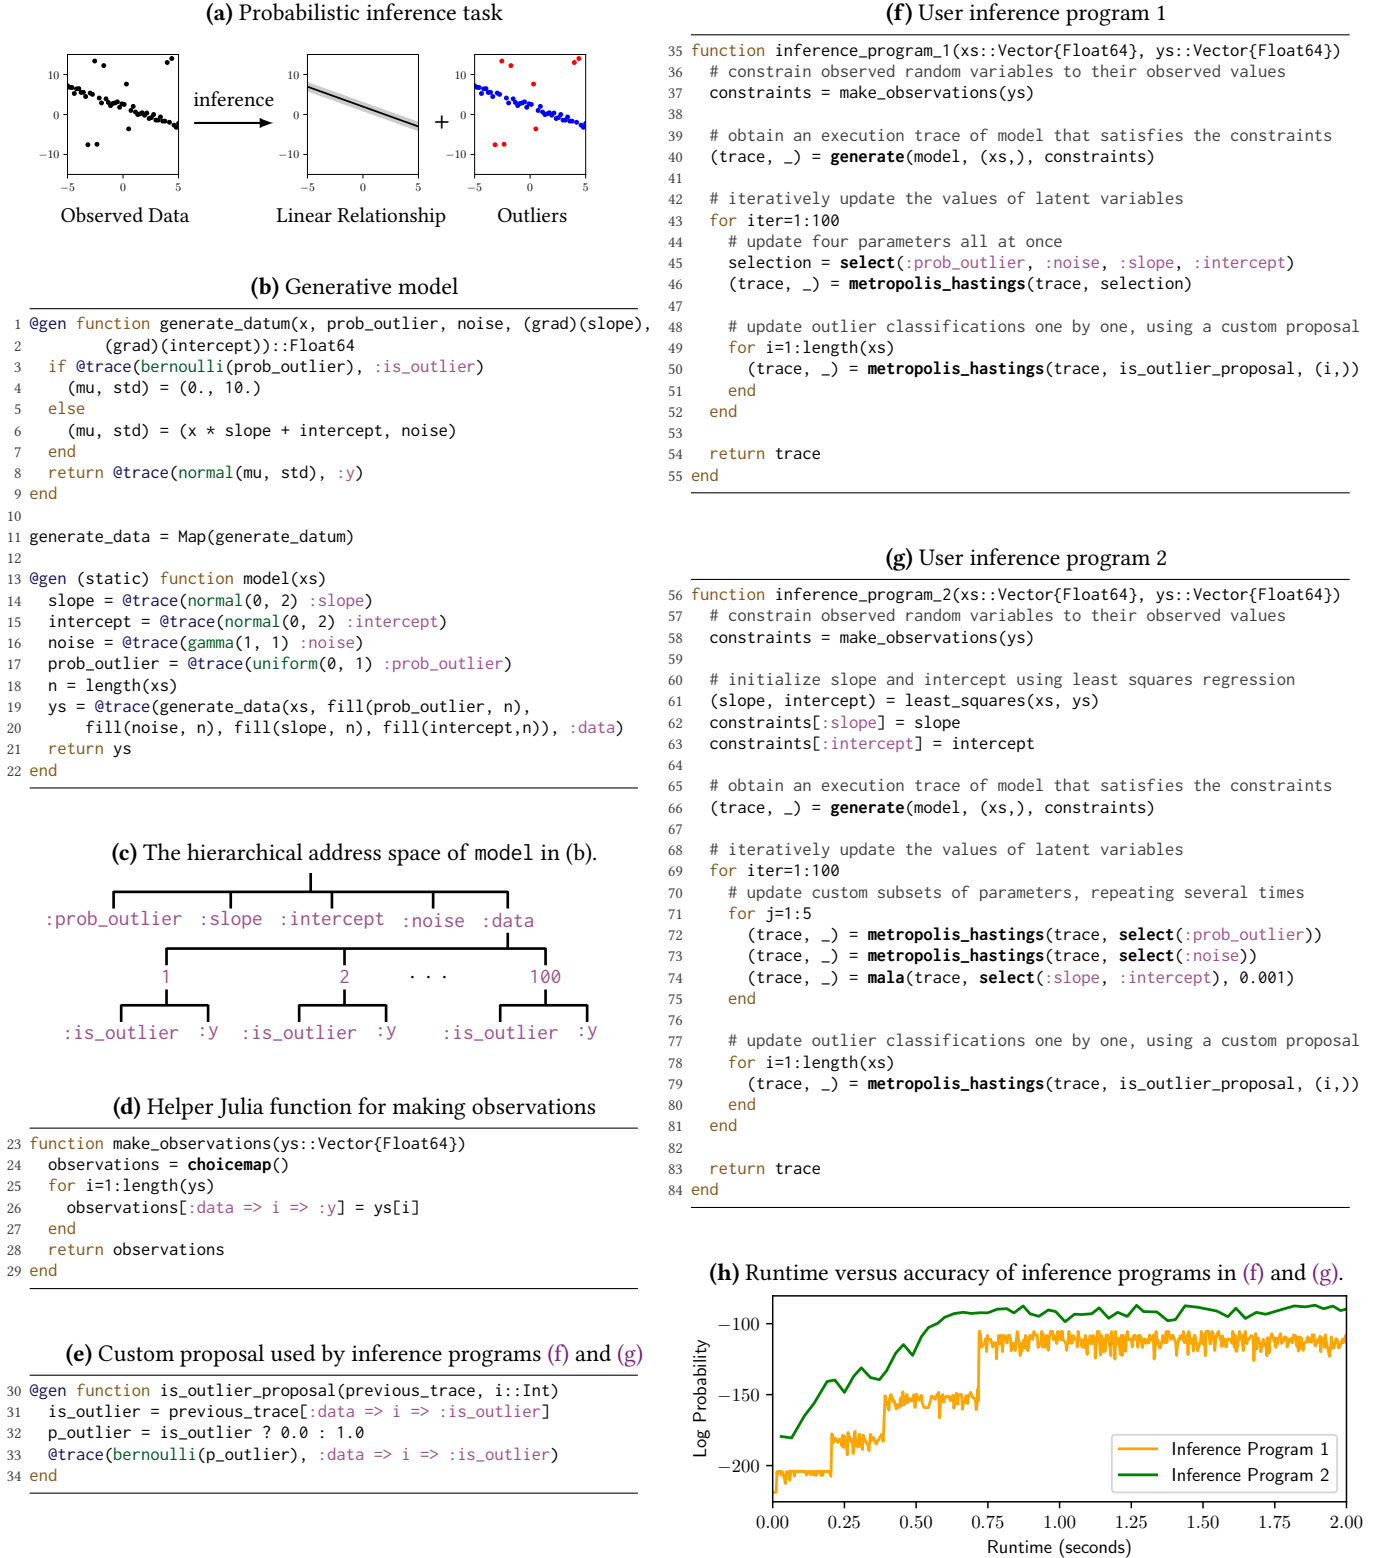 (a) Probabilistic inference task
10
0
−10
−5
0
5
Observed Data
inference
10
0
−10
−5
0
5
Linear Relationship
+
10
0
−10
−5
0
5
Outliers
(b) Generative model
1 @gen function generate_datum(x, prob_outlier, noise, (grad)(slope),
2         (grad)(intercept))::Float64
3   if @trace(bernoulli(prob_outlier), :is_outlier)
4     (mu, std) = (0., 10.)
5   else
6     (mu, std) = (x * slope + intercept, noise)
7   end
8   return @trace(normal(mu, std), :y)
9 end
10
11 generate_data = Map(generate_datum)
12
13 @gen (static) function model(xs)
14   slope = @trace(normal(0, 2) :slope)
15   intercept = @trace(normal(0, 2) :intercept)
16   noise = @trace(gamma(1, 1) :noise)
17   prob_outlier = @trace(uniform(0, 1) :prob_outlier)
18   n = length(xs)
19   ys = @trace(generate_data(xs, fill(prob_outlier, n),
20       fill(noise, n), fill(slope, n), fill(intercept,n)), :data)
21   return ys
22 end
(c) The hierarchical address space of model in (b).
:prob_outlier :slope :intercept :noise :data
1 2 · · · 100
:is_outlier :y :is_outlier :y :is_outlier :y
(d) Helper Julia function for making observations
23 function make_observations(ys::Vector{Float64})
24   observations = choicemap()
25   for i=1:length(ys)
26     observations[:data => i => :y] = ys[i]
27   end
28   return observations
29 end
(e) Custom proposal used by inference programs (f) and (g)
30 @gen function is_outlier_proposal(previous_trace, i::Int)
31   is_outlier = previous_trace[:data => i => :is_outlier]
32   p_outlier = is_outlier ? 0.0 : 1.0
33   @trace(bernoulli(p_outlier), :data => i => :is_outlier)
34 end
(f) User inference program 1
35 function inference_program_1(xs::Vector{Float64}, ys::Vector{Float64})
36   # constrain observed random variables to their observed values
37   constraints = make_observations(ys)
38
39   # obtain an execution trace of model that satisfies the constraints
40   (trace, _) = generate(model, (xs,), constraints)
41
42   # iteratively update the values of latent variables
43   for iter=1:100
44     # update four parameters all at once
45     selection = select(:prob_outlier, :noise, :slope, :intercept)
46     (trace, _) = metropolis_hastings(trace, selection)
47
48     # update outlier classifications one by one, using a custom proposal
49     for i=1:length(xs)
50       (trace, _) = metropolis_hastings(trace, is_outlier_proposal, (i,))
51     end
52   end
53
54   return trace
55 end
(g) User inference program 2
56 function inference_program_2(xs::Vector{Float64}, ys::Vector{Float64})
57   # constrain observed random variables to their observed values
58   constraints = make_observations(ys)
59
60   # initialize slope and intercept using least squares regression
61   (slope, intercept) = least_squares(xs, ys)
62   constraints[:slope] = slope
63   constraints[:intercept] = intercept
64
65   # obtain an execution trace of model that satisfies the constraints
66   (trace, _) = generate(model, (xs,), constraints)
67
68   # iteratively update the values of latent variables
69   for iter=1:100
70     # update custom subsets of parameters, repeating several times
71     for j=1:5
72       (trace, _) = metropolis_hastings(trace, select(:prob_outlier))
73       (trace, _) = metropolis_hastings(trace, select(:noise))
74       (trace, _) = mala(trace, select(:slope, :intercept), 0.001)
75     end
76
77     # update outlier classifications one by one, using a custom proposal
78     for i=1:length(xs)
79       (trace, _) = metropolis_hastings(trace, is_outlier_proposal, (i,))
80     end
81   end
82
83   return trace
84 end
(h) Runtime versus accuracy of inference programs in (f) and (g).
Log Probability
−100
−150
−200
Inference Program 1
Inference Program 2
0.00 0.25 0.50 0.75 1.00 1.25 1.50 1.75 2.00
Runtime (seconds)